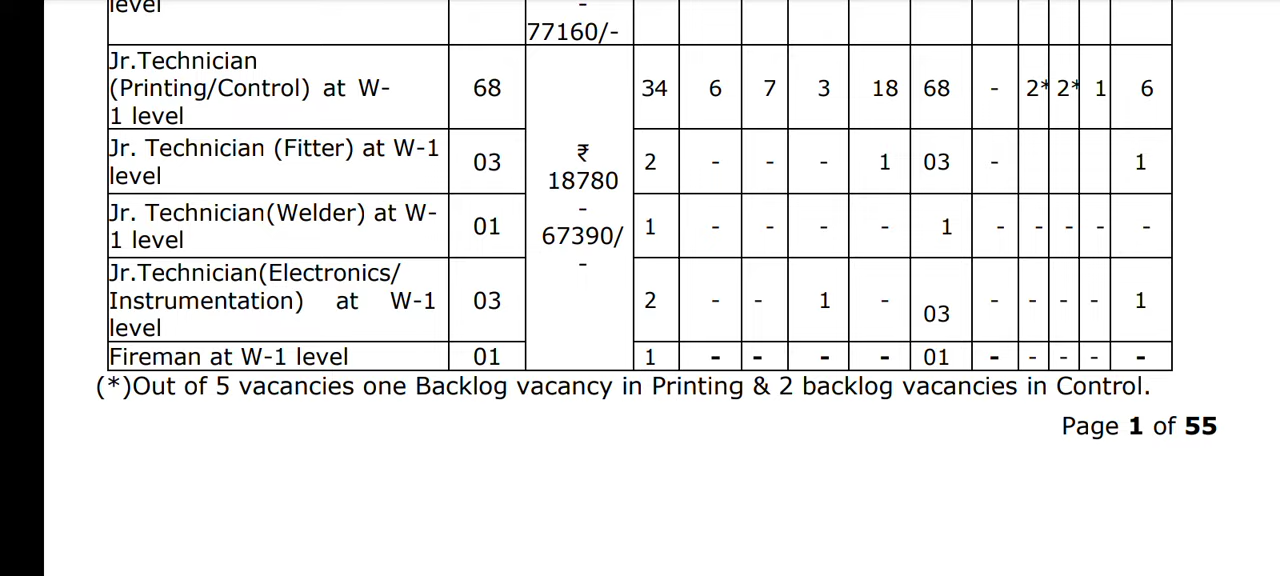 level
-
77160/-
Jr.Technician
(Printing/Control) at W-
1 level
68
34 6 7 3 18 68 - 2* 2* 1 6
Jr. Technician (Fitter) at W-1
level
03
2 - - - 1 03 - 1
₹
18780
-
67390/
-
Jr. Technician(Welder) at W-
1 level
01
1 - - - - 1 - - - - -
Jr.Technician(Electronics/
Instrumentation) at W-1
level
03
2 - - 1 - 03 - - - - 1
Fireman at W-1 level 01 1 - - - - 01 - - - - -
(*)Out of 5 vacancies one Backlog vacancy in Printing & 2 backlog vacancies in Control.
Page 1 of 55